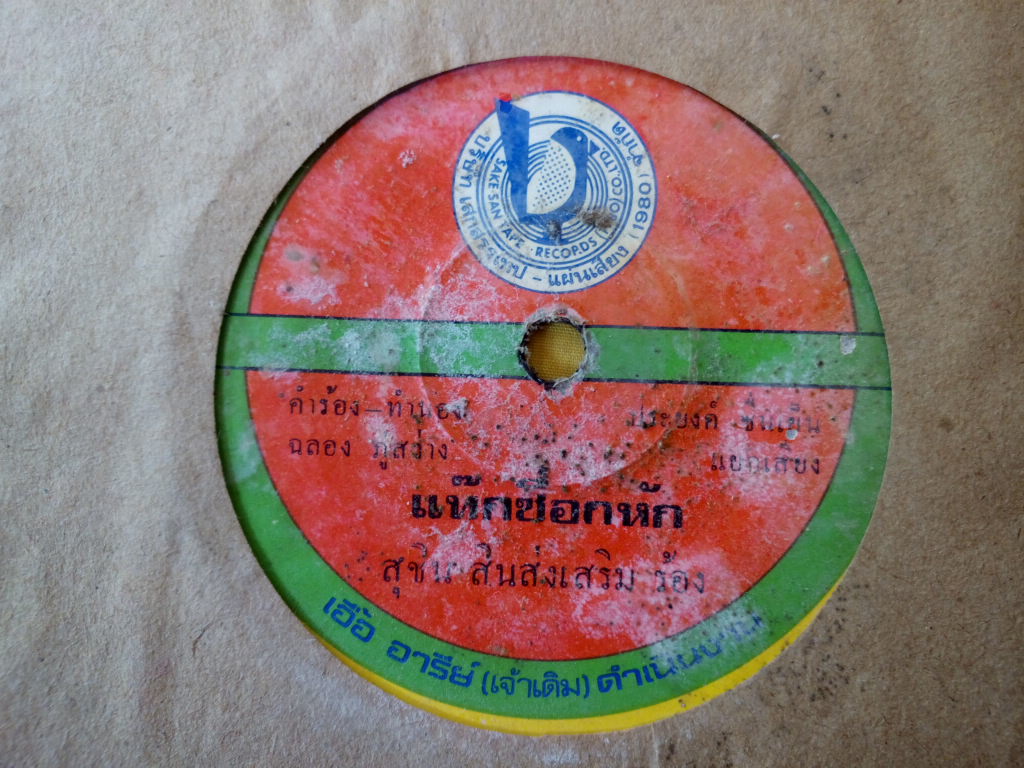 บริษัท เสกสรรเทป - แผ่นเสียง (1980) จำกัด
SAKE SAN TAPE · RECORDS CO., LTD
คำร้อง-ทำนอง
ฉลอง ภู่สว่าง
ประยงค์ ชื่นเย็น
แยกเสียง
แห๊กซ๊อกหัก
สุชิน สินส่งเสริม ร้อง
เฮีอ อารีย์ (เจ้าเดิม) ดำเนินงาน